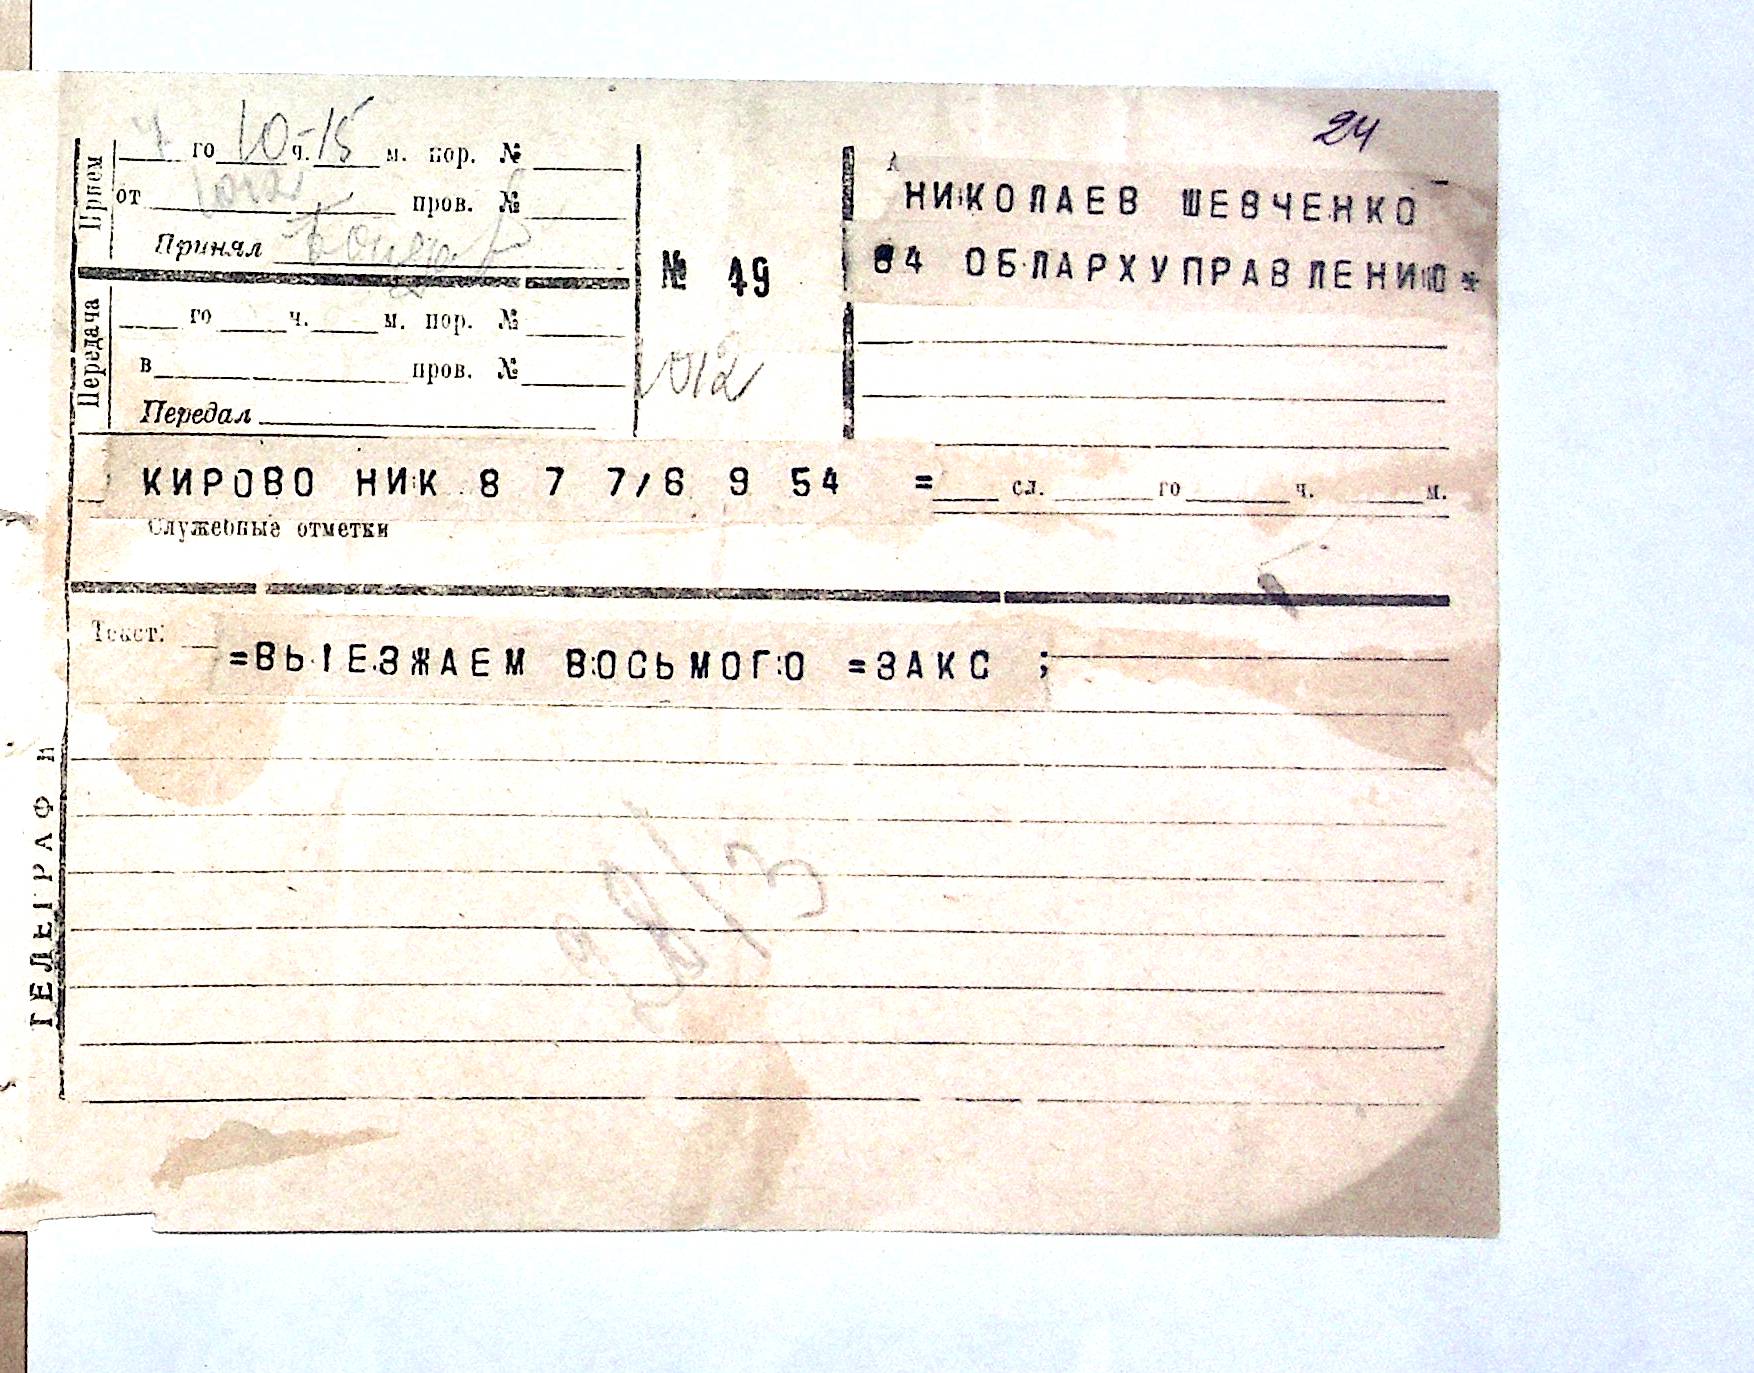 24
Прием
7 го 10 ч. 15 м. пор. №
от 1012 пров. №
Принял
№ 49
НИКОЛАЕВ ШЕВЧЕНКО
64 ОБЛАРХУПРАВЛЕНИЮ
Передача
го ч. м. пор. №
в пров. №
Передал
1012
КИРОВО НИК 8 7 7/6 9 54 = сл. го ч. м.
Служебные отметки
Текст:
=ВЫЕЗЖАЕМ ВОСЬМОГО =ЗАКС ;
ТЕЛЕГРАФ